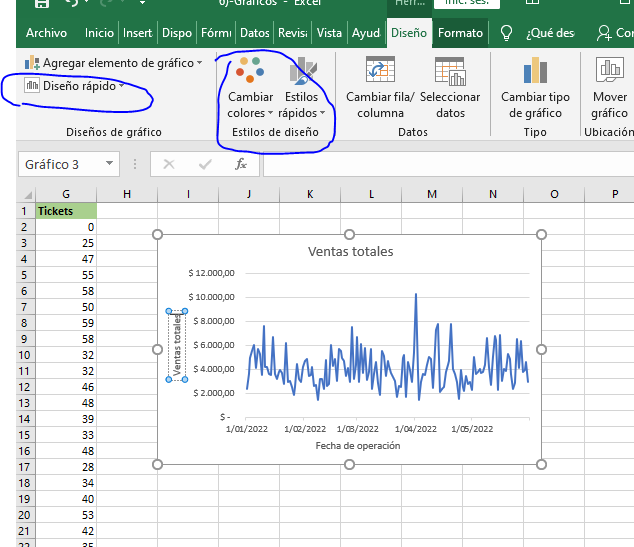 6)-Gráficos - Excel
Herr...
Inic. ses.
Archivo Inicio Insert Dispo Fórmu Datos Revisa Vista Ayud Diseño Formato ¿Qué des Com
Agregar elemento de gráfico
Diseño rápido
Diseños de gráfico
Cambiar colores
Estilos rápidos
Estilos de diseño
Cambiar fila/ columna
Seleccionar datos
Datos
Cambiar tipo de gráfico
Tipo
Mover gráfico
Ubicación
Gráfico 3
fx
G H I J K L M N O P
1 Tickets
2 0
3 25
4 47
5 55
6 58
7 50
8 59
9 58
10 32
11 32
12 46
13 48
14 39
15 33
16 48
17 28
18 34
19 40
20 53
21 42
35
Ventas totales
$ 12.000,00
$ 10.000,00
$ 8.000,00
$ 6.000,00
$ 4.000,00
$ 2.000,00
$ -
Ventas totales
1/01/2022 1/02/2022 1/03/2022 1/04/2022 1/05/2022
Fecha de operación